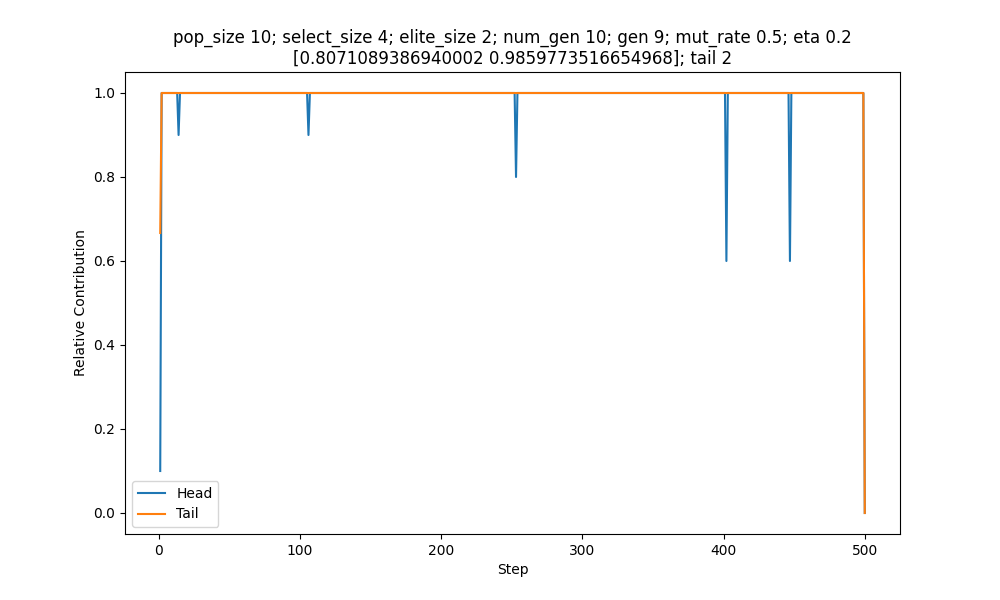 pop_size 10; select_size 4; elite_size 2; num_gen 10; gen 9; mut_rate 0.5; eta 0.2
[0.8071089386940002 0.9859773516654968]; tail 2
1.0
0.8
0.6
0.4
0.2
0.0
Relative Contribution
Head
Tail
0
100
200
300
400
500
Step